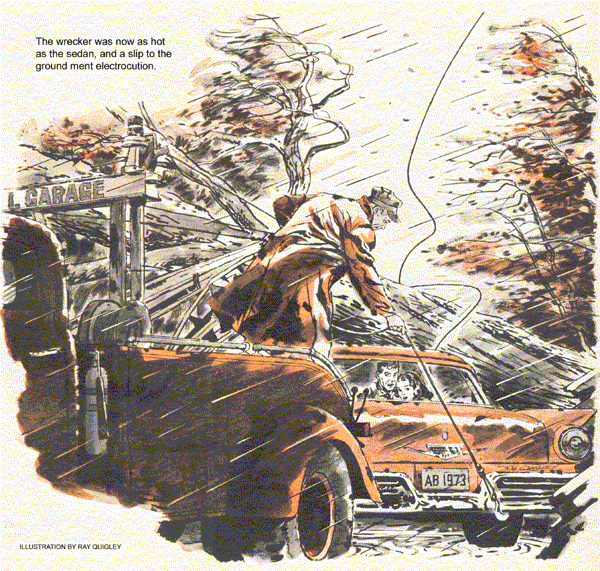 The wrecker was now as hot
as the sedan, and a slip to the
ground ment electrocution.
L GARAGE
AB 1973
ILLUSTRATION BY RAY QUIGLEY